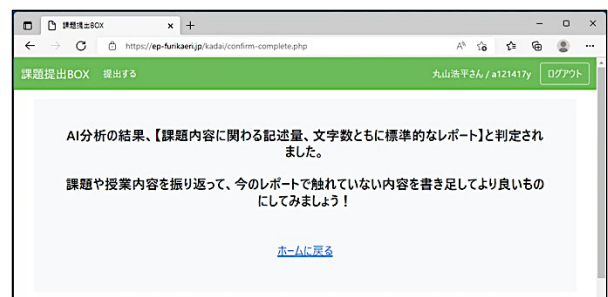 課題提出BOX
https://ep-furikaeri.jp/kadai/confirm-complete.php
課題提出BOX 提出する 丸山浩平さん / a121417y ログアウト
AI分析の結果、【課題内容に関わる記述量、文字数ともに標準的なレポート】と判定され
ました。
課題や授業内容を振り返って、今のレポートで触れていない内容を書き足してより良いもの
にしてみましょう！
ホームに戻る